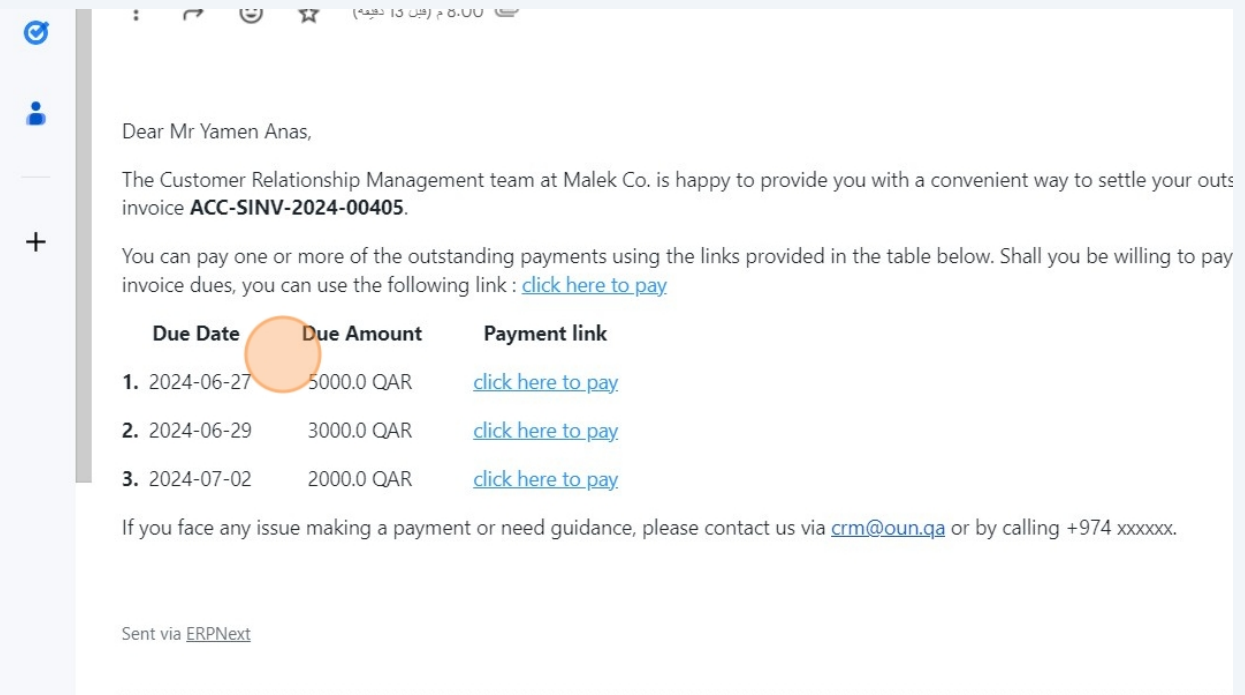 8:00 م (قبل 13 دقيقة)
Dear Mr Yamen Anas,
The Customer Relationship Management team at Malek Co. is happy to provide you with a convenient way to settle your outs
invoice ACC-SINV-2024-00405.
You can pay one or more of the outstanding payments using the links provided in the table below. Shall you be willing to pay
invoice dues, you can use the following link : click here to pay
Due Date Due Amount Payment link
1. 2024-06-27 5000.0 QAR click here to pay
2. 2024-06-29 3000.0 QAR click here to pay
3. 2024-07-02 2000.0 QAR click here to pay
If you face any issue making a payment or need guidance, please contact us via crm@oun.qa or by calling +974 xxxxxx.
Sent via ERPNext